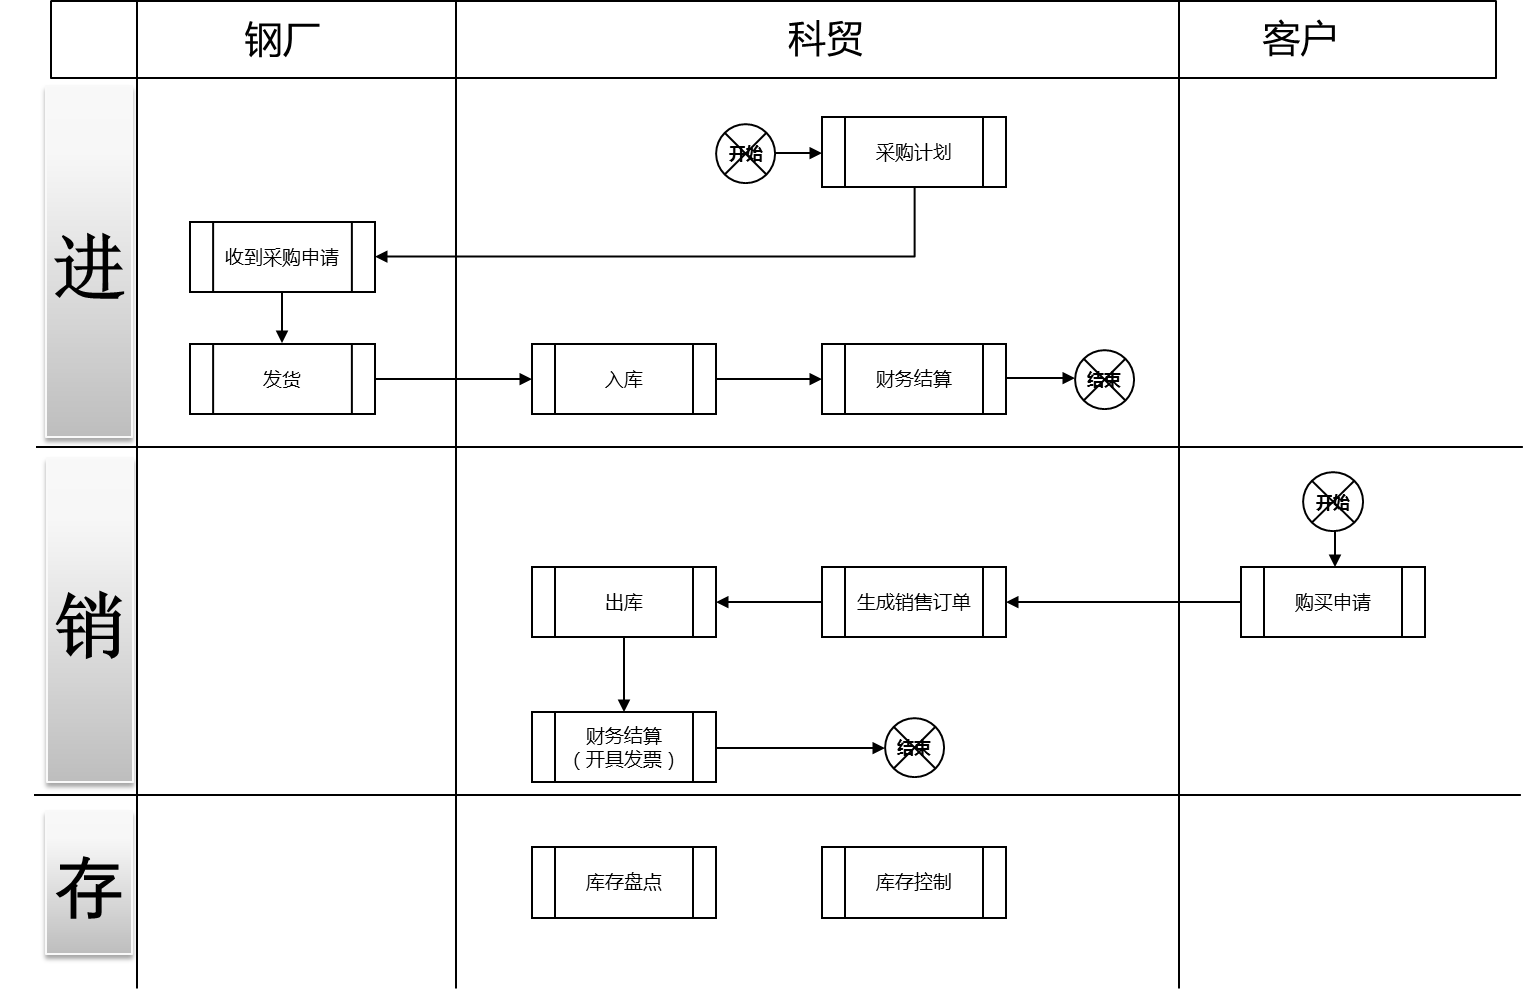 钢厂
科贸
客户
进
开始
采购计划
收到采购申请
发货
入库
财务结算
结束
销
开始
出库
生成销售订单
购买申请
财务结算
（开具发票）
结束
存
库存盘点
库存控制